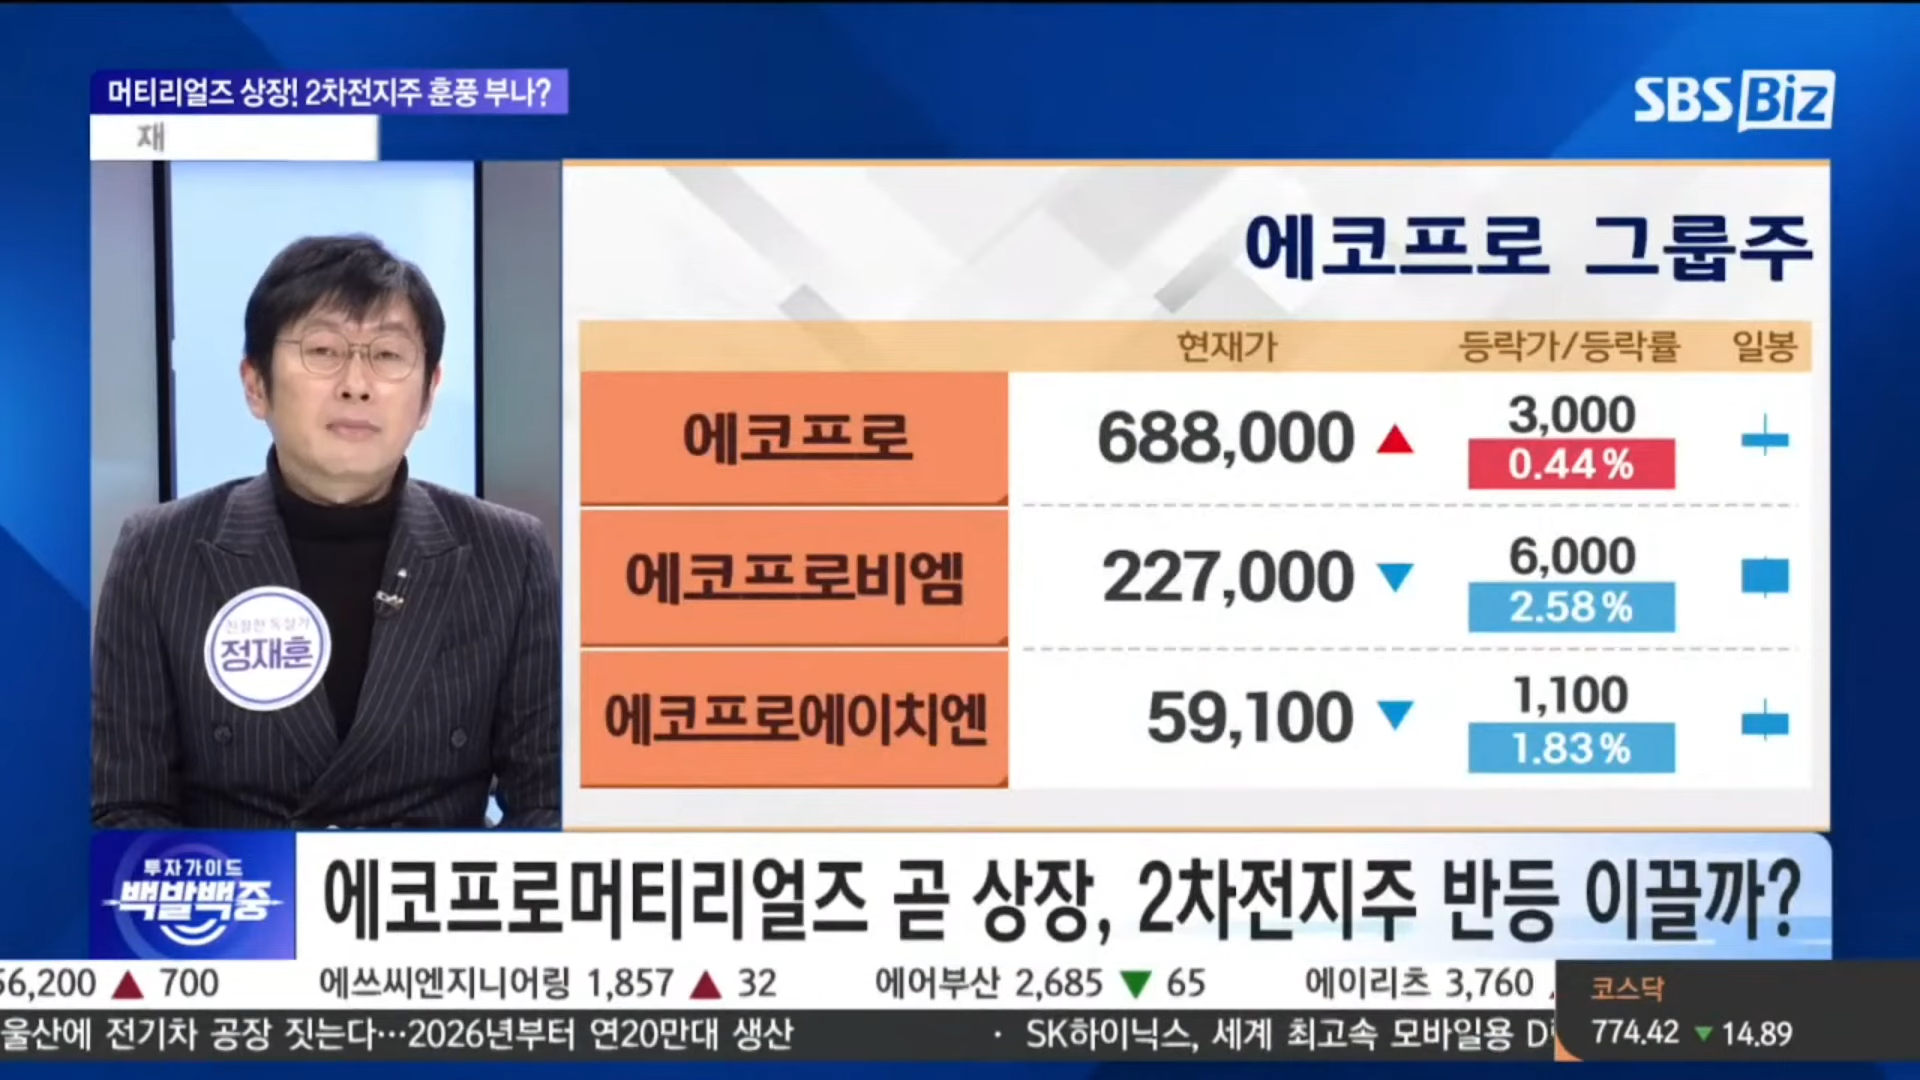 머티리얼즈 상장! 2차전지주 훈풍 부나?
재
SBS Biz
에코프로 그룹주
현재가 등락가/등락률 일봉
에코프로 688,000 ▲ 3,000
0.44%
에코프로비엠 227,000 ▼ 6,000
2.58%
에코프로에이치엔 59,100 ▼ 1,100
1.83%
친절한 독설가
정재훈
투자가이드
백발백중
에코프로머티리얼즈 곧 상장, 2차전지주 반등 이끌까?
56,200 ▲ 700 에쓰씨엔지니어링 1,857 ▲ 32 에어부산 2,685 ▼ 65 에이리츠 3,760
코스닥
774.42 ▼ 14.89
울산에 전기차 공장 짓는다…2026년부터 연20만대 생산 · SK하이닉스, 세계 최고속 모바일용 D